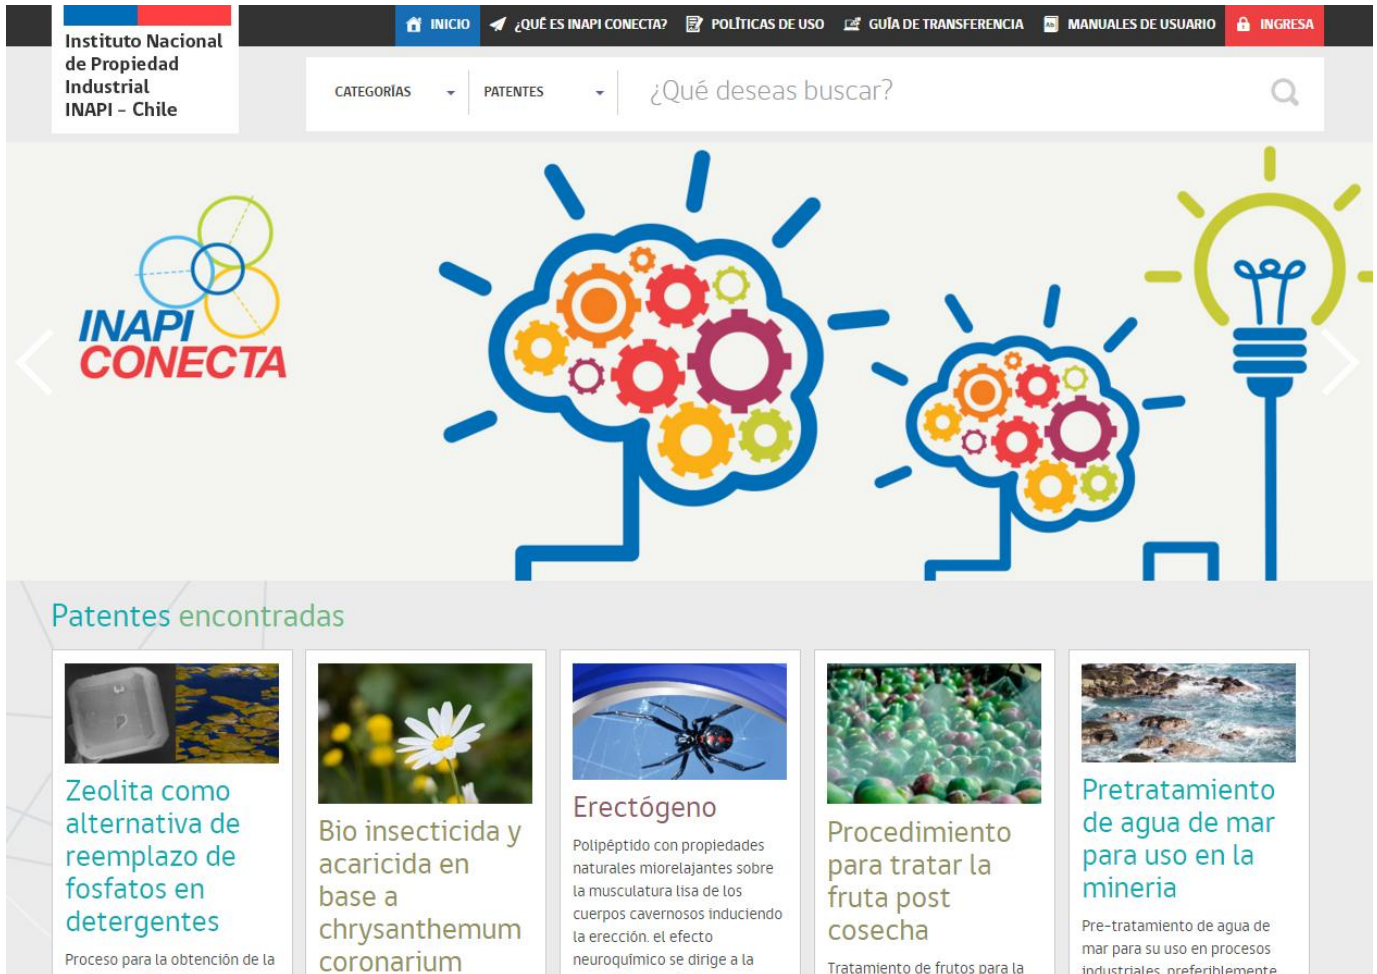 Instituto Nacional
de Propiedad
Industrial
INAPI – Chile
INICIO
¿QUÉ ES INAPI CONECTA?
POLÍTICAS DE USO
GUÍA DE TRANSFERENCIA
MANUALES DE USUARIO
INGRESA
CATEGORÍAS
PATENTES
¿Qué deseas buscar?
INAPI
CONECTA
Patentes encontradas
Zeolita como
alternativa de
reemplazo de
fosfatos en
detergentes
Proceso para la obtención de la
Bio insecticida y
acaricida en
base a
chrysanthemum
coronarium
Erectógeno
Polipéptido con propiedades
naturales miorelajantes sobre
la musculatura lisa de los
cuerpos cavernosos induciendo
la erección. el efecto
neuroquímico se dirige a la
Procedimiento
para tratar la
fruta post
cosecha
Tratamiento de frutos para la
Pretratamiento
de agua de mar
para uso en la
mineria
Pre-tratamiento de agua de
mar para su uso en procesos
industriales, preferiblemente